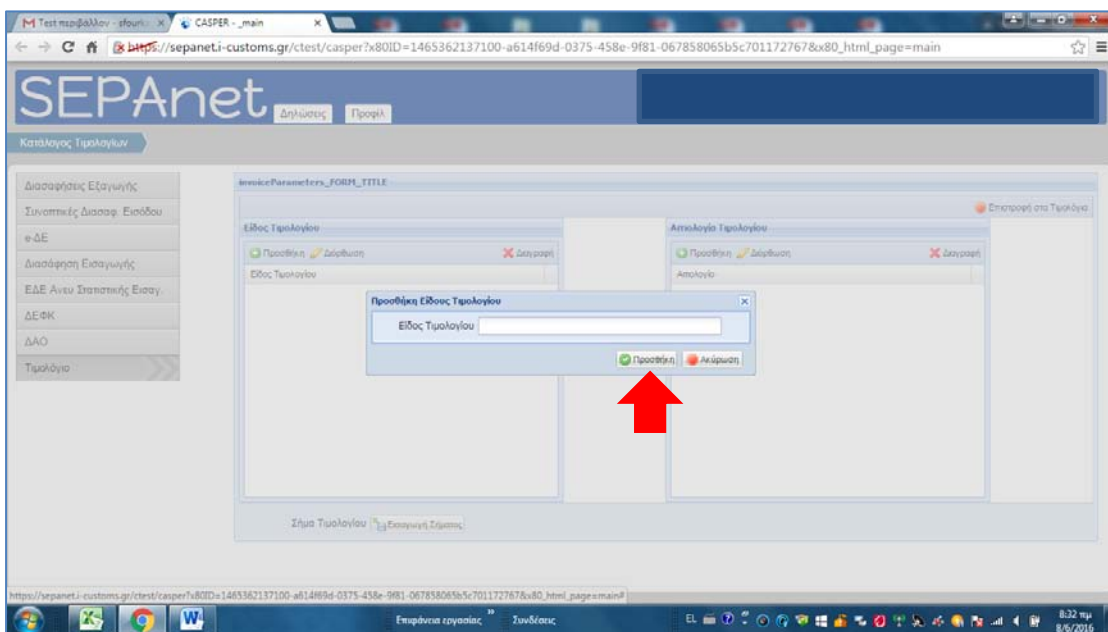 Test περιβάλλον - sfourk
CASPER - _main
https://sepanet.i-customs.gr/ctest/casper?x80ID=1465362137100-a614f69d-0375-458e-9f81-067858065b5c701172767&x80_html_page=main
SEPAnet
Δηλώσεις
Προφίλ
Κατάλογος Τιμολογίων
Διασαφήσεις Εξαγωγής
Συνοπτικές Διασαφ. Εισόδου
e-ΔΕ
Διασάφηση Εισαγωγής
ΕΔΕ Ανευ Στατιστικής Εισαγ.
ΔΕΦΚ
ΔΑΟ
Τιμολόγιο
invoiceParameters_FORM_TITLE
Επιστροφή στα Τιμολόγια
Είδος Τιμολογίου
Προσθήκη Διόρθωση Διαγραφή
Είδος Τιμολογίου
Αιτιολογία Τιμολογίου
Προσθήκη Διόρθωση Διαγραφή
Αιτιολογία
Προσθήκη Είδους Τιμολογίου
Είδος Τιμολογίου
Προσθήκη Ακύρωση
Σήμα Τιμολογίου Εισαγωγή Σήματος
https://sepanet.i-customs.gr/ctest/casper?x80ID=1465362137100-a614f69d-0375-458e-9f81-067858065b5c701172767&x80_html_page=main#
Επιφάνεια εργασίας
Συνδέσεις
EL
8:32 πμ
8/6/2016